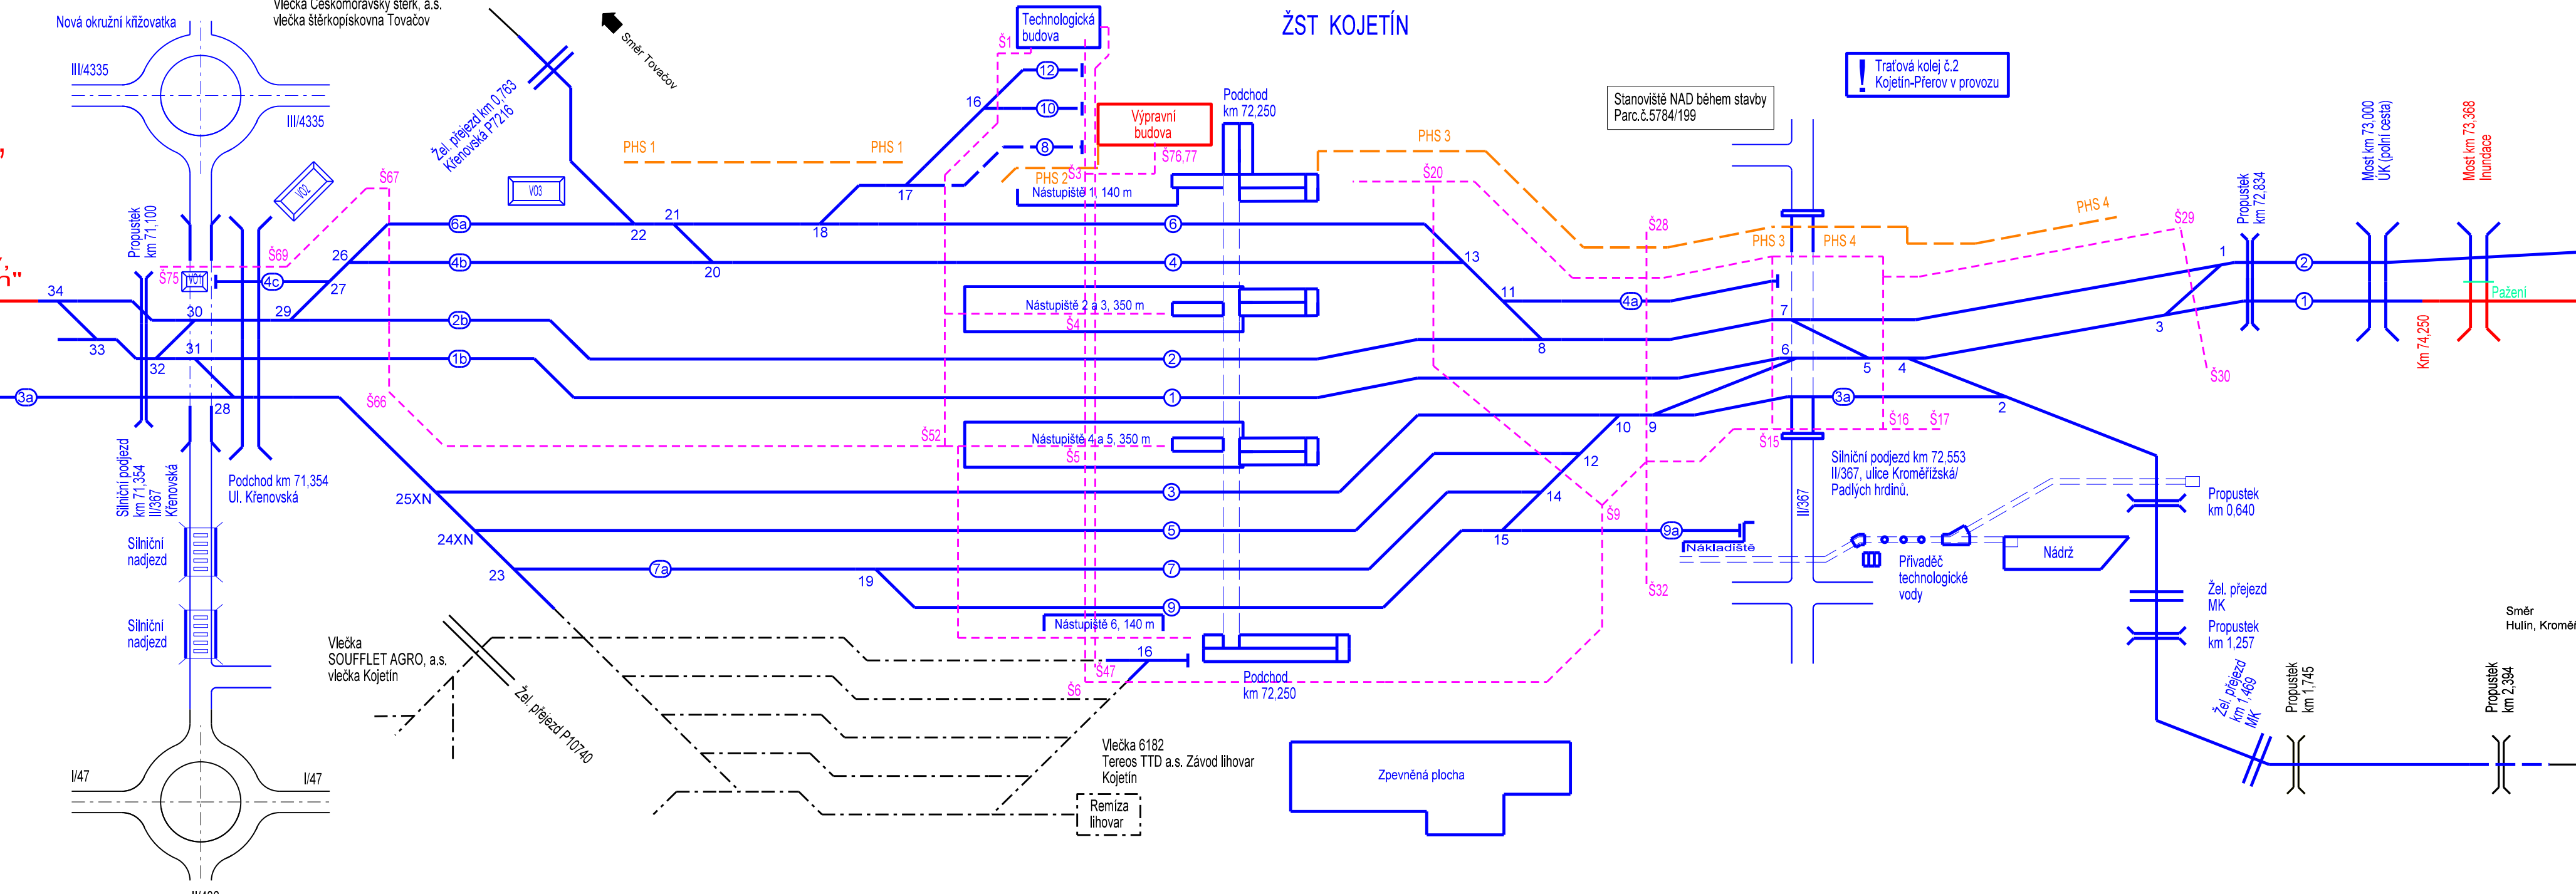 Vlečka Českomoravský štěrk, a.s.
vlečka štěrkopískovna Tovačov
Nová okružní křižovatka
III/4335
III/4335
Směr Tovačov
Žel. přejezd km 0,763
Křenovská P7216
ŽST KOJETÍN
Technologická
budova
Š1
12
16
10
8
Výpravní
budova
Š76,77
Podchod
km 72,250
PHS 1
PHS 1
PHS 2
Š3
Nástupiště 1, 140 m
PHS 3
Stanoviště NAD během stavby
Parc.č.5784/199
!
Traťová kolej č.2
Kojetín-Přerov v provozu
Most km 73,000
ÚK (polní cesta)
Most km 73,368
Inundace
Propustek
km 72,834
VO2
VO3
Š67
Propustek
km 71,100
Š69
Š75
VO1
6a
21
22
17
18
6
Š20
Š28
PHS 3
PHS 4
PHS 4
Š29
26
4b
20
4
13
1
2
4c
27
34
30
29
2b
Nástupiště 2 a 3, 350 m
Š4
11
4a
7
3
1
Pažení
Km 74,250
33
31
32
1b
2
8
6
5
4
Š30
3a
28
Š66
1
3a
2
Š52
Nástupiště 4 a 5, 350 m
Š5
10
9
Š15
Š16
Š17
Silniční podjezd
km 71,354
II/367
Křenovská
Podchod km 71,354
Ul. Křenovská
12
Silniční podjezd km 72,553
II/367, ulice Kroměřížská/
Padlých hrdinů.
25XN
3
14
Š9
II/367
Propustek
km 0,640
24XN
5
15
9a
Nákladiště
Silniční
nadjezd
23
7a
19
7
Přivaděč
technologické
vody
Nádrž
Š32
9
Žel. přejezd
MK
Silniční
nadjezd
Nástupiště 6, 140 m
Propustek
km 1,257
Směr
Vlečka
SOUFFLET AGRO, a.s.
vlečka Kojetín
16
Š47
Š6
Podchod
km 72,250
Žel. přejezd
km 1,469
MK
Propustek
km 1,745
Propustek
km 2,394
Žel. přejezd P10740
Vlečka 6182
Tereos TTD a.s. Závod lihovar
Kojetín
Zpevněná plocha
Remíza
lihovar
I/47
I/47